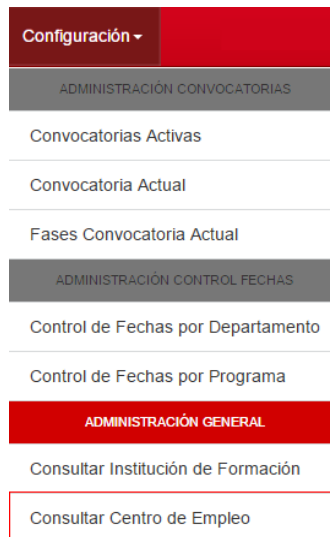 Configuración
ADMINISTRACIÓN CONVOCATORIAS
Convocatorias Activas
Convocatoria Actual
Fases Convocatoria Actual
ADMINISTRACIÓN CONTROL FECHAS
Control de Fechas por Departamento
Control de Fechas por Programa
ADMINISTRACIÓN GENERAL
Consultar Institución de Formación
Consultar Centro de Empleo